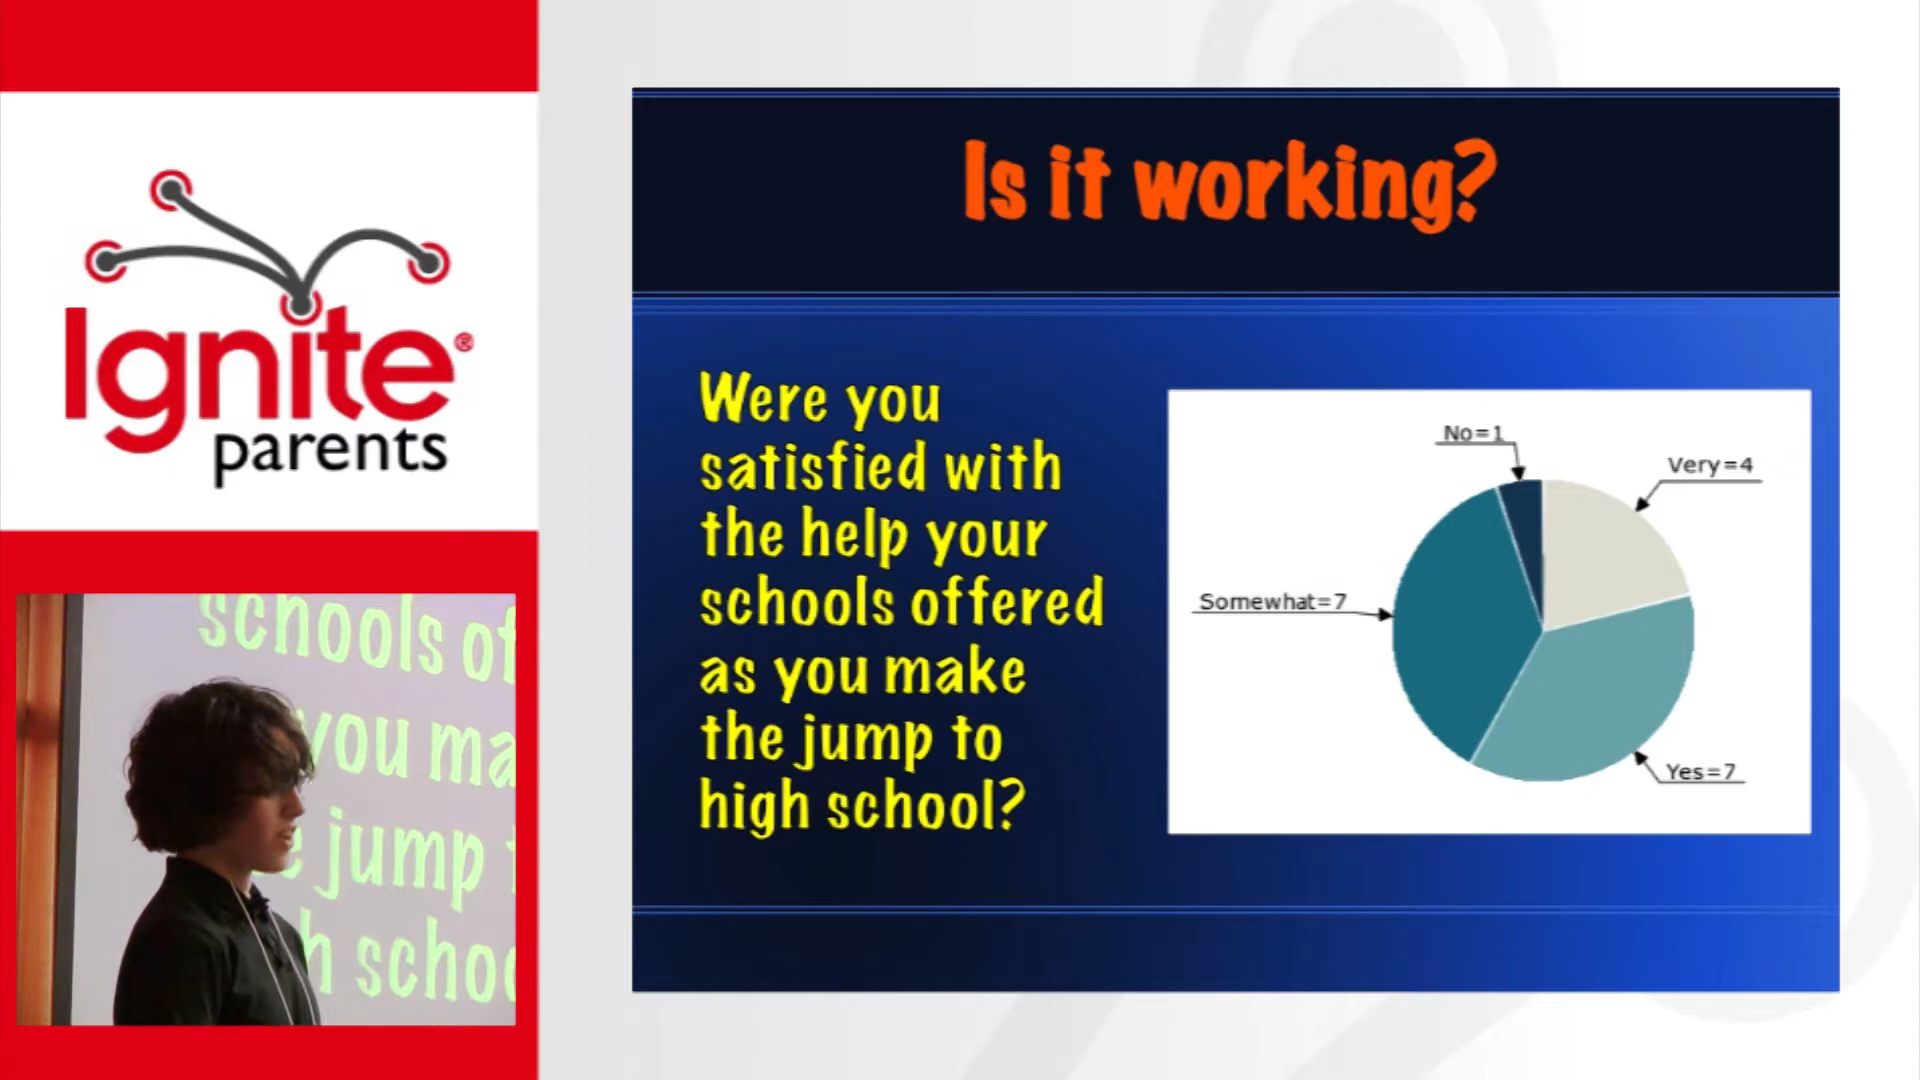 Ignite®
parents
Is it working?
Were you
satisfied with
the help your
schools offered
as you make
the jump to
high school?
No=1
Very=4
Somewhat=7
Yes=7
schools of
you ma
e jump t
h schoo